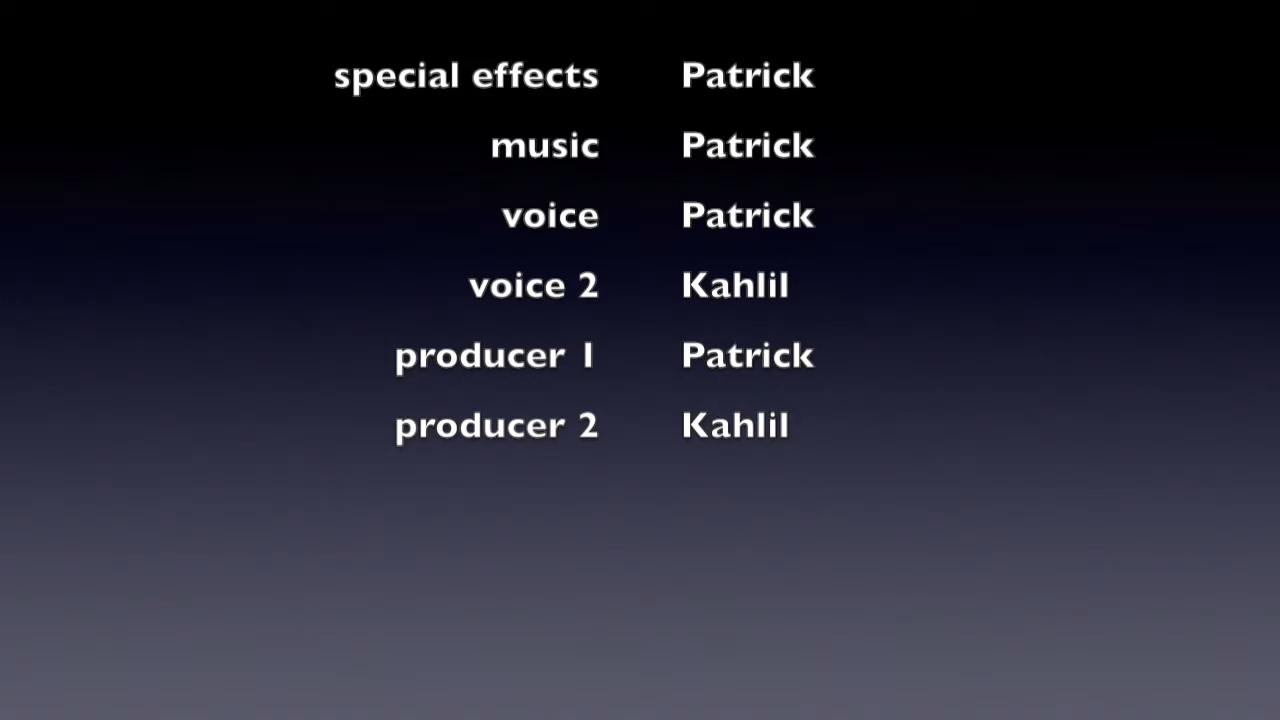 special effects Patrick
music Patrick
voice Patrick
voice 2 Kahlil
producer 1 Patrick
producer 2 Kahlil